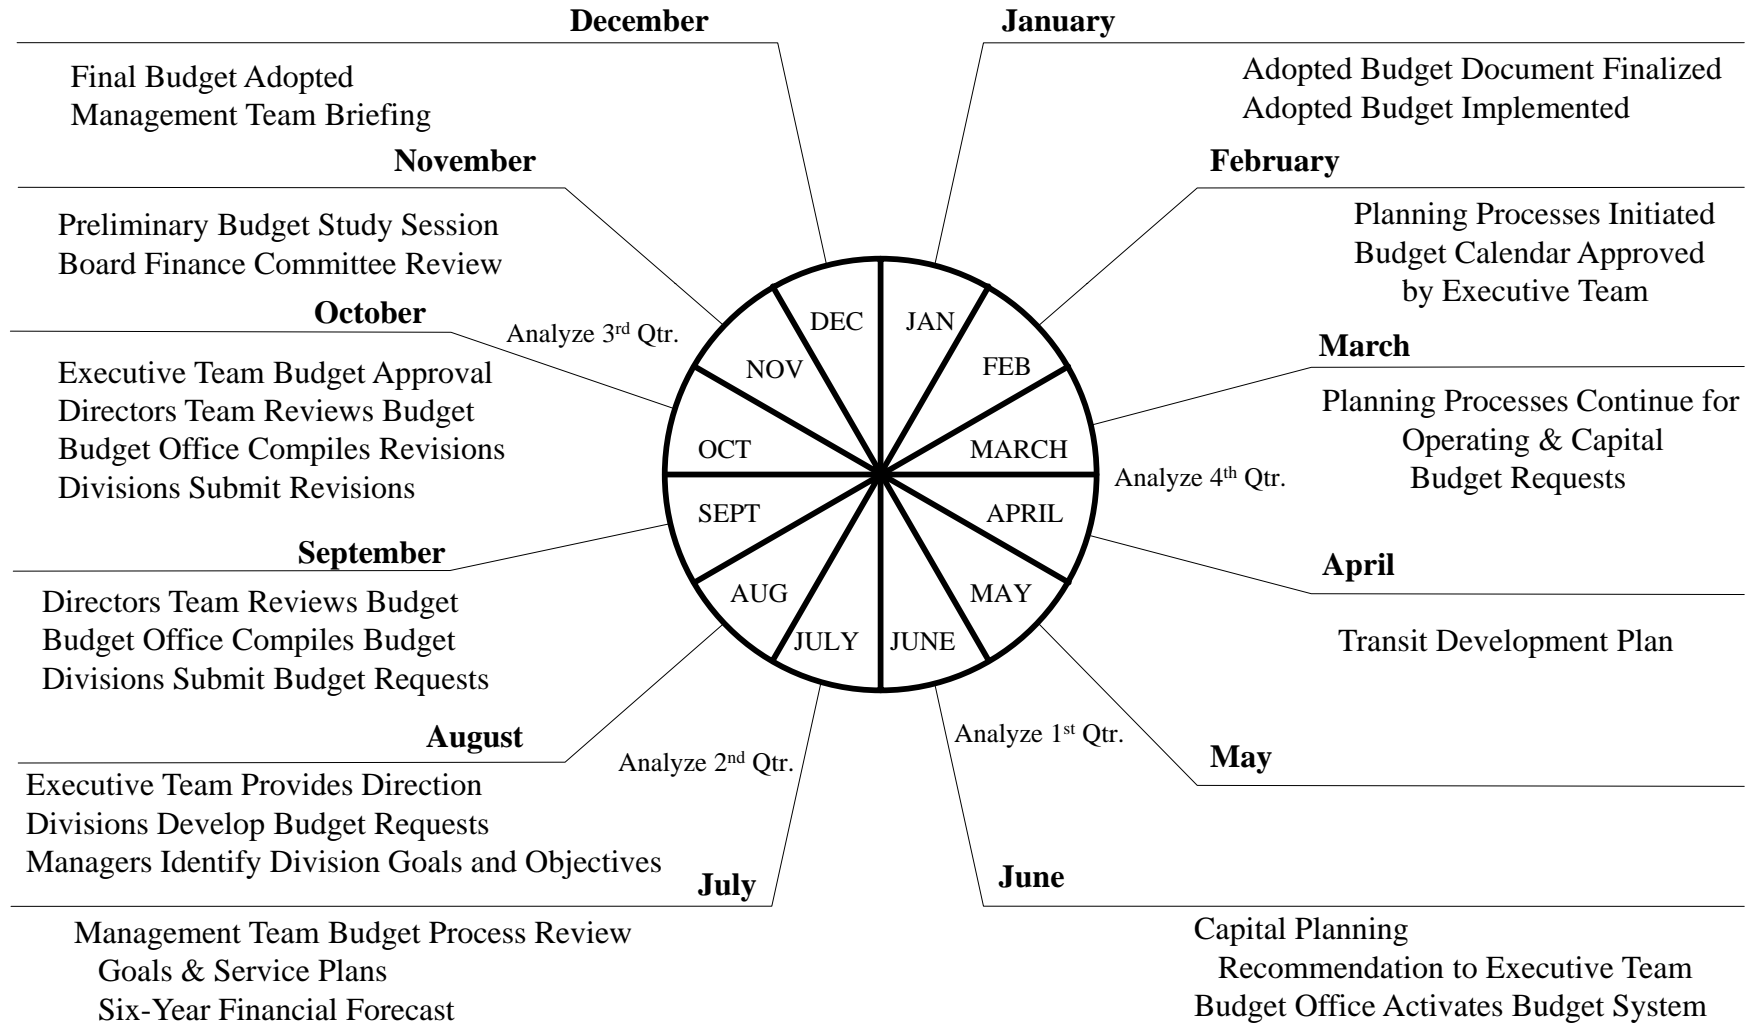 December
Final Budget Adopted
Management Team Briefing
January
Adopted Budget Document Finalized
Adopted Budget Implemented
November
Preliminary Budget Study Session
Board Finance Committee Review
February
Planning Processes Initiated
Budget Calendar Approved
by Executive Team
October
Executive Team Budget Approval
Directors Team Reviews Budget
Budget Office Compiles Revisions
Divisions Submit Revisions
Analyze 3rd Qtr.
DEC
JAN
NOV
FEB
OCT
MARCH
SEPT
APRIL
AUG
MAY
JULY
JUNE
March
Planning Processes Continue for
Operating & Capital
Budget Requests
Analyze 4th Qtr.
September
Directors Team Reviews Budget
Budget Office Compiles Budget
Divisions Submit Budget Requests
April
Transit Development Plan
August
Executive Team Provides Direction
Divisions Develop Budget Requests
Managers Identify Division Goals and Objectives
Analyze 2nd Qtr.
Analyze 1st Qtr.
May
July
Management Team Budget Process Review
Goals & Service Plans
Six-Year Financial Forecast
June
Capital Planning
Recommendation to Executive Team
Budget Office Activates Budget System